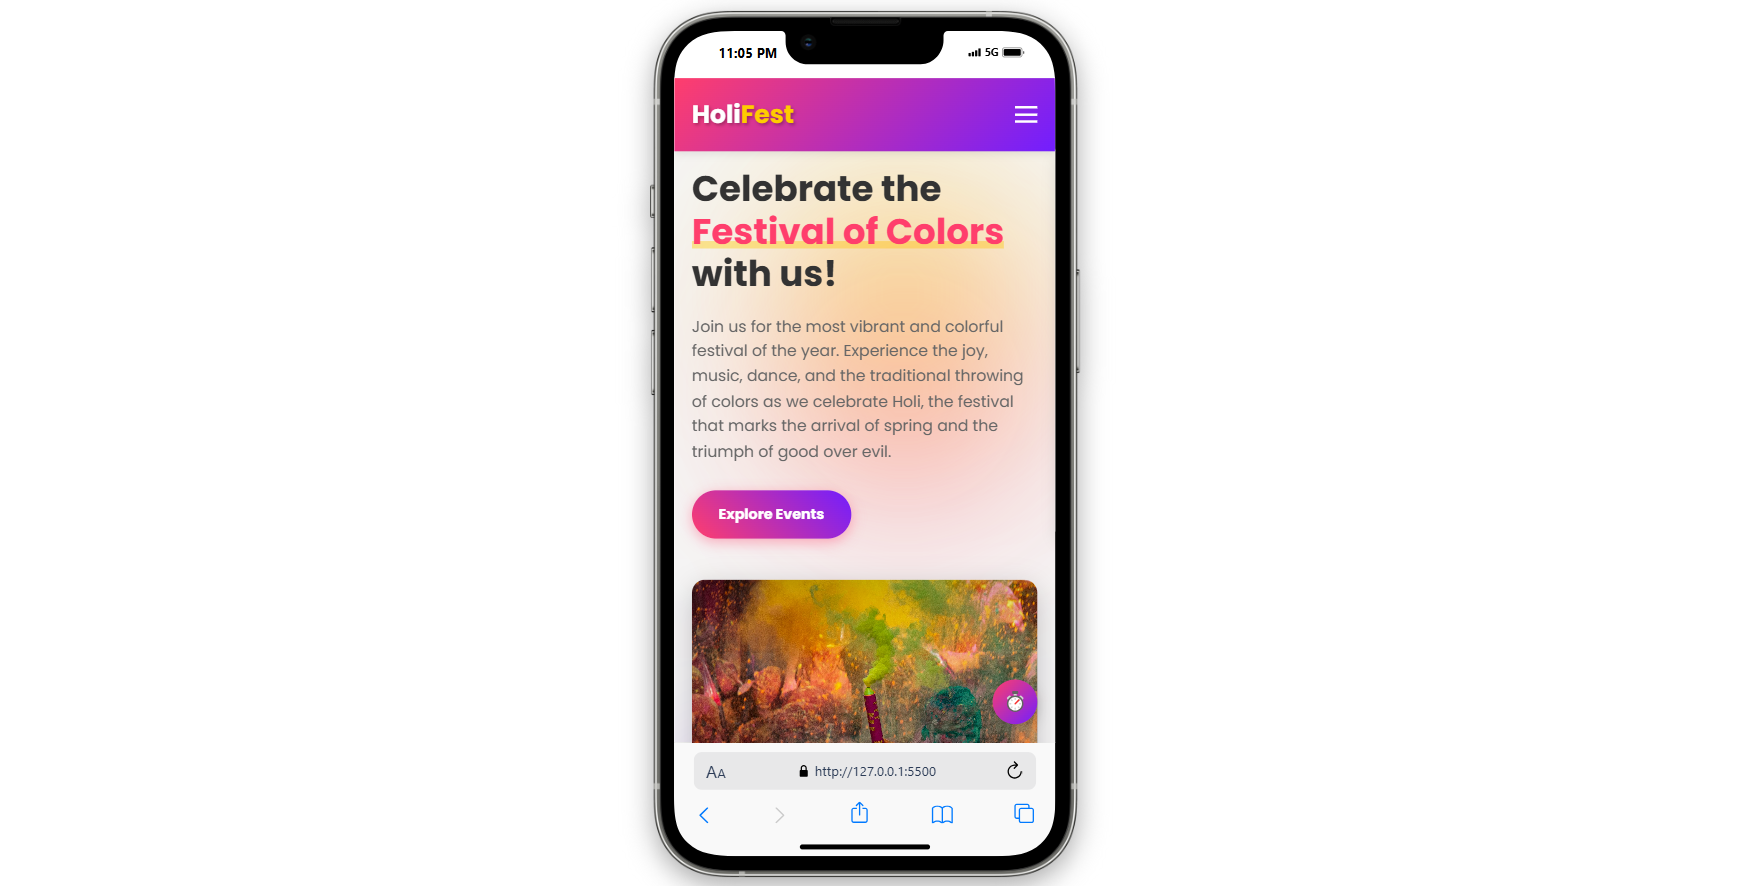 11:05 PM
5G
HoliFest
Celebrate the
Festival of Colors
with us!
Join us for the most vibrant and colorful
festival of the year. Experience the joy,
music, dance, and the traditional throwing
of colors as we celebrate Holi, the festival
that marks the arrival of spring and the
triumph of good over evil.
Explore Events
AA http://127.0.0.1:5500